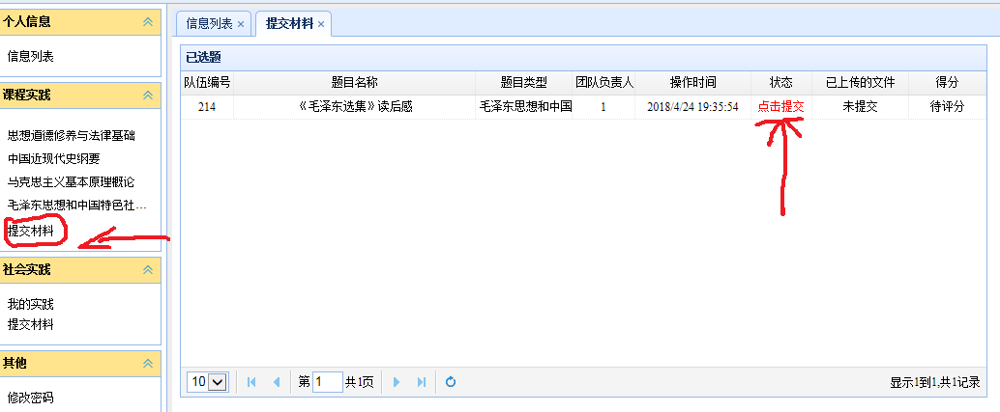 个人信息
信息列表
课程实践
思想道德修养与法律基础
中国近现代史纲要
马克思主义基本原理概论
毛泽东思想和中国特色社...
提交材料
社会实践
我的实践
提交材料
其他
修改密码
信息列表 提交材料
已选题
队伍编号 题目名称 题目类型 团队负责人 操作时间 状态 已上传的文件 得分
214 《毛泽东选集》读后感 毛泽东思想和中国 1 2018/4/24 19:35:54 点击提交 未提交 待评分
10 第 1 共1页 显示1到1,共1记录